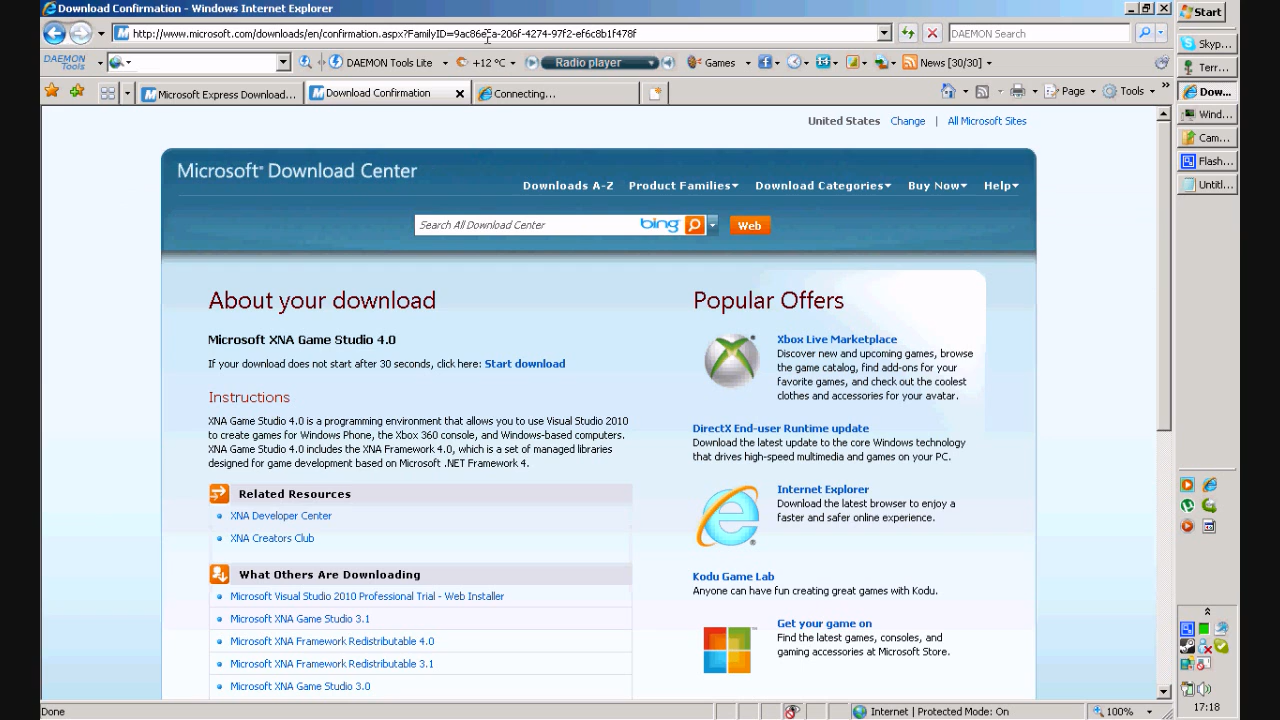 Download Confirmation - Windows Internet Explorer
Start
DAEMON Search
DAEMON Tools
DAEMON Tools Lite
+12 °C
Radio player
Games
News [30/30]
Microsoft Express Download...
Download Confirmation
Connecting...
Page
Tools
Skyp...
Terr...
Dow...
Wind...
Cam...
Flash...
Untitl...
United States Change | All Microsoft Sites
Microsoft Download Center
Downloads A-Z Product Families Download Categories Buy Now Help
Search All Download Center
bing
Web
About your download
Microsoft XNA Game Studio 4.0
If your download does not start after 30 seconds, click here: Start download
Instructions
XNA Game Studio 4.0 is a programming environment that allows you to use Visual Studio 2010
to create games for Windows Phone, the Xbox 360 console, and Windows-based computers.
XNA Game Studio 4.0 includes the XNA Framework 4.0, which is a set of managed libraries
designed for game development based on Microsoft .NET Framework 4.
Related Resources
XNA Developer Center
XNA Creators Club
What Others Are Downloading
Microsoft Visual Studio 2010 Professional Trial - Web Installer
Microsoft XNA Game Studio 3.1
Microsoft XNA Framework Redistributable 4.0
Microsoft XNA Framework Redistributable 3.1
Microsoft XNA Game Studio 3.0
Popular Offers
Xbox Live Marketplace
Discover new and upcoming games, browse
the game catalog, find add-ons for your
favorite games, and check out the coolest
clothes and accessories for your avatar.
DirectX End-user Runtime update
Download the latest update to the core Windows technology
that drives high-speed multimedia and games on your PC.
Internet Explorer
Download the latest browser to enjoy a
faster and safer online experience.
Kodu Game Lab
Anyone can have fun creating great games with Kodu.
Get your game on
Find the latest games, consoles, and
gaming accessories at Microsoft Store.
Done
Internet | Protected Mode: On
100%
17:18